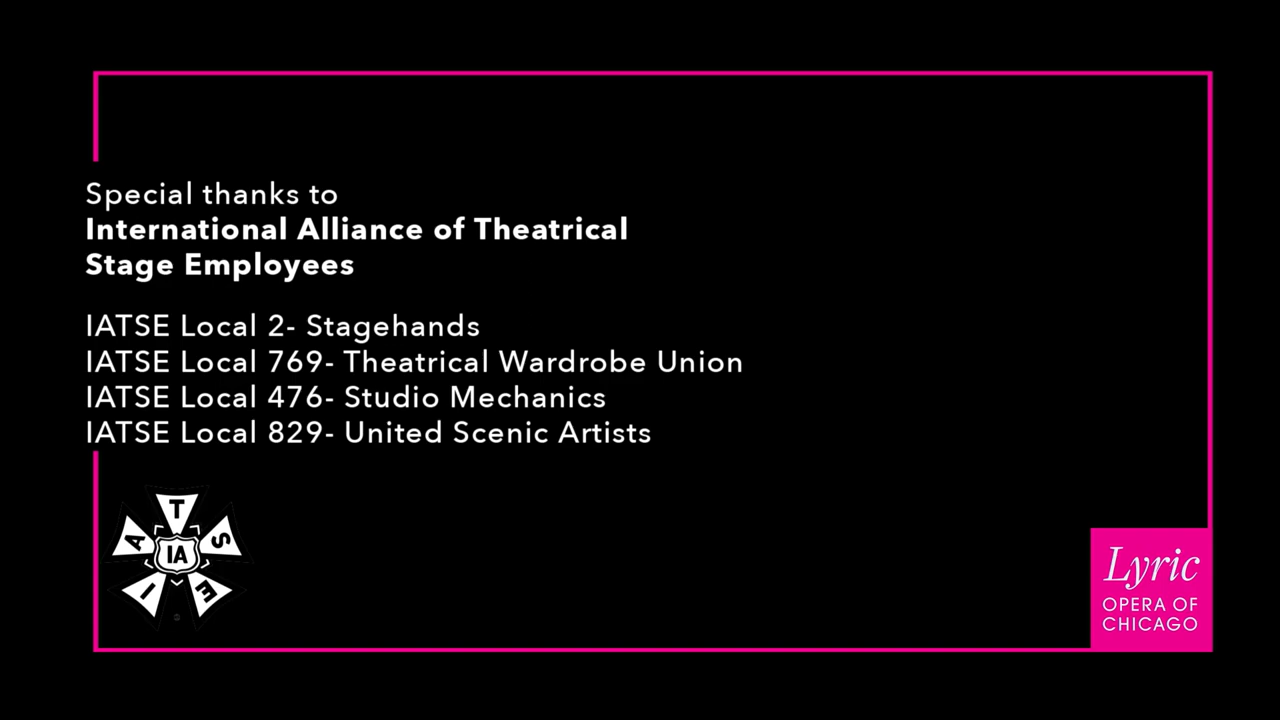 Special thanks to
International Alliance of Theatrical
Stage Employees
IATSE Local 2- Stagehands
IATSE Local 769- Theatrical Wardrobe Union
IATSE Local 476- Studio Mechanics
IATSE Local 829- United Scenic Artists
I A T S E
IA
Lyric
OPERA OF
CHICAGO